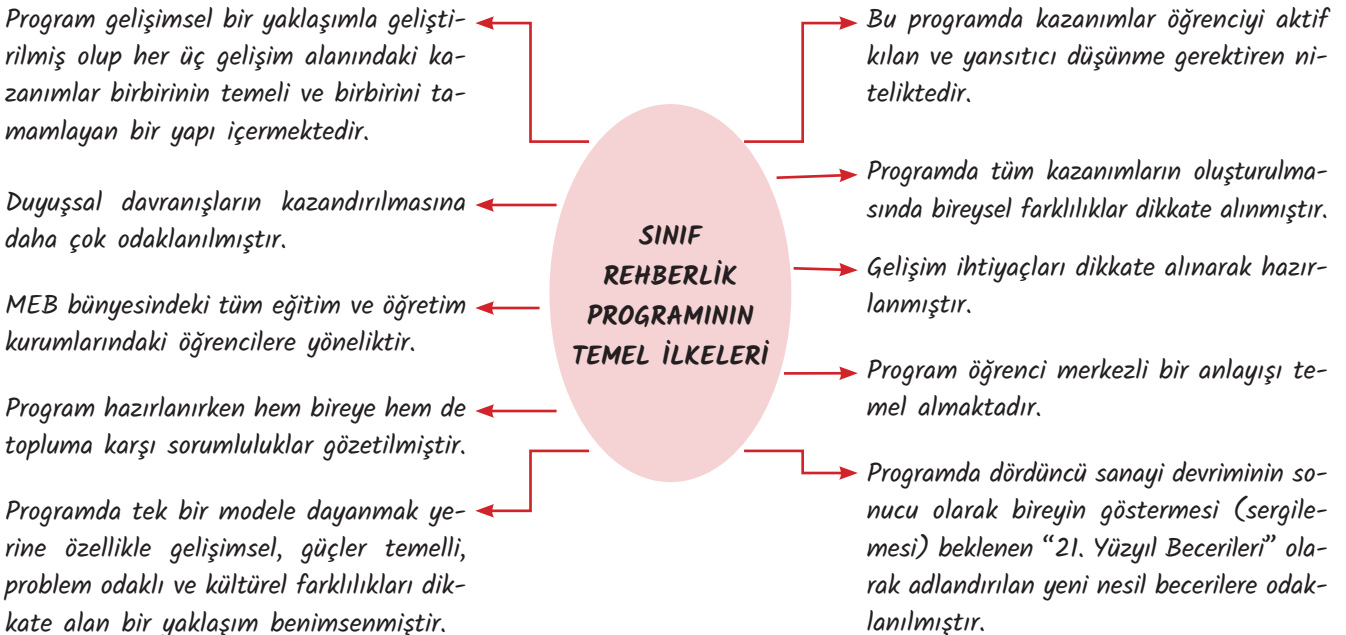 Program gelişimsel bir yaklaşımla gelişti-
rilmiş olup her üç gelişim alanındaki ka-
zanımlar birbirinin temeli ve birbirini ta-
mamlayan bir yapı içermektedir.
Duyuşsal davranışların kazandırılmasına
daha çok odaklanılmıştır.
MEB bünyesindeki tüm eğitim ve öğretim
kurumlarındaki öğrencilere yöneliktir.
Program hazırlanırken hem bireye hem de
topluma karşı sorumluluklar gözetilmiştir.
Programda tek bir modele dayanmak ye-
rine özellikle gelişimsel, güçler temelli,
problem odaklı ve kültürel farklılıkları dik-
kate alan bir yaklaşım benimsenmiştir.
SINIF
REHBERLİK
PROGRAMININ
TEMEL İLKELERİ
Bu programda kazanımlar öğrenciyi aktif
kılan ve yansıtıcı düşünme gerektiren ni-
teliktedir.
Programda tüm kazanımların oluşturulma-
sında bireysel farklılıklar dikkate alınmıştır.
Gelişim ihtiyaçları dikkate alınarak hazır-
lanmıştır.
Program öğrenci merkezli bir anlayışı te-
mel almaktadır.
Programda dördüncü sanayi devriminin so-
nucu olarak bireyin göstermesi (sergile-
mesi) beklenen “21. Yüzyıl Becerileri” ola-
rak adlandırılan yeni nesil becerilere odak-
lanılmıştır.